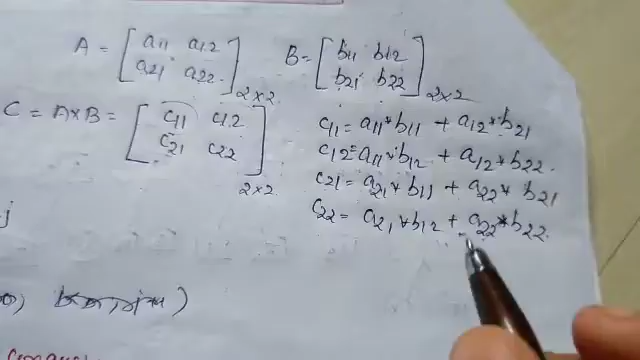 A = [ a11 a12
a21 a22 ] 2×2
B = [ b11 b12
b21 b22 ] 2×2
C = A×B = [ c11 c12
c21 c22 ] 2×2
c11 = a11*b11 + a12*b21
c12 = a11*b12 + a12*b22
c21 = a21*b11 + a22*b21
c22 = a21*b12 + a22*b22
j